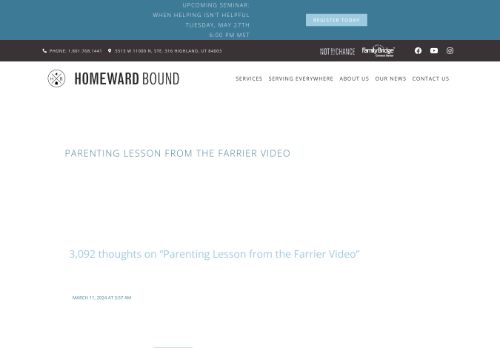 UPCOMING SEMINAR:
WHEN HELPING ISN'T HELPFUL
TUESDAY, MAY 27TH
6:00 PM MST
REGISTER TODAY
PHONE: 1.801.768.1441
5513 W 11000 N, STE. 316 HIGHLAND, UT 84003
NOT BY CHANCE
FamilyBridge
HOMEWARD BOUND
SERVICES
SERVING EVERYWHERE
ABOUT US
OUR NEWS
CONTACT US
PARENTING LESSON FROM THE FARRIER VIDEO
3,092 thoughts on "Parenting Lesson from the Farrier Video"
MARCH 11, 2024 AT 3:07 AM